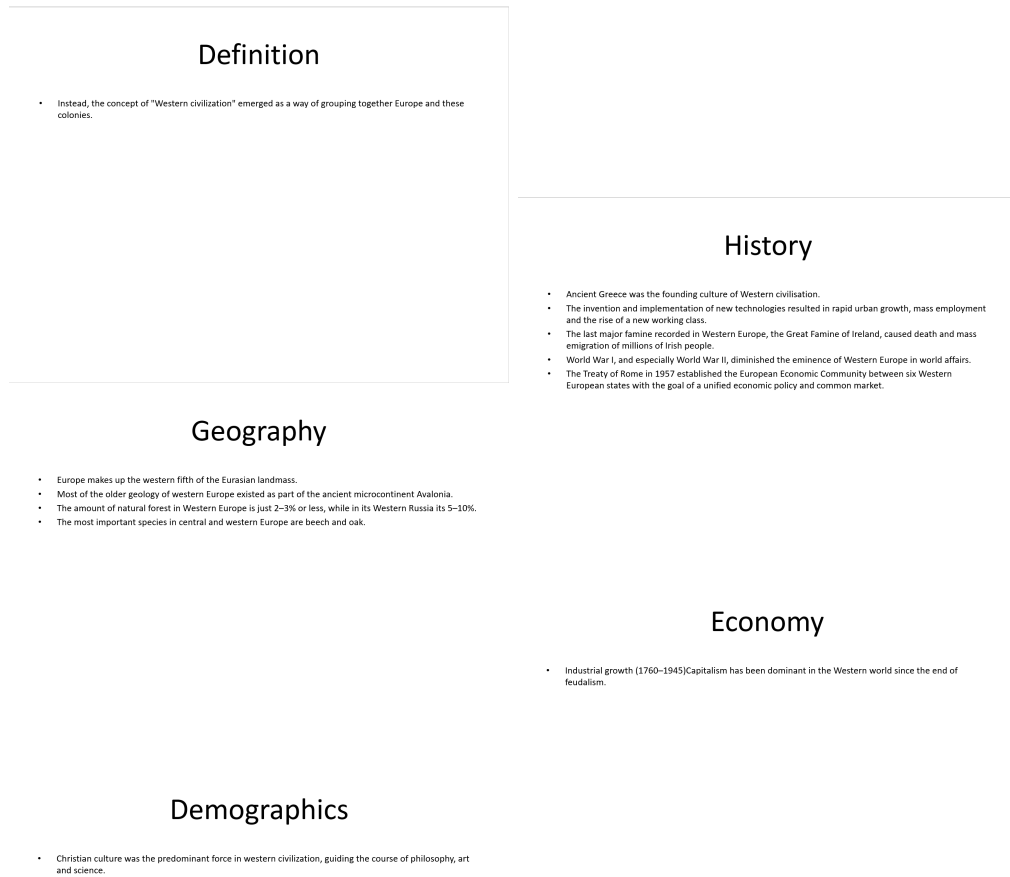 Definition
• Instead, the concept of "Western civilization" emerged as a way of grouping together Europe and these
colonies.
History
• Ancient Greece was the founding culture of Western civilisation.
• The invention and implementation of new technologies resulted in rapid urban growth, mass employment
and the rise of a new working class.
• The last major famine recorded in Western Europe, the Great Famine of Ireland, caused death and mass
emigration of millions of Irish people.
• World War I, and especially World War II, diminished the eminence of Western Europe in world affairs.
• The Treaty of Rome in 1957 established the European Economic Community between six Western
European states with the goal of a unified economic policy and common market.
Geography
• Europe makes up the western fifth of the Eurasian landmass.
• Most of the older geology of western Europe existed as part of the ancient microcontinent Avalonia.
• The amount of natural forest in Western Europe is just 2–3% or less, while in its Western Russia its 5–10%.
• The most important species in central and western Europe are beech and oak.
Economy
• Industrial growth (1760–1945)Capitalism has been dominant in the Western world since the end of
feudalism.
Demographics
• Christian culture was the predominant force in western civilization, guiding the course of philosophy, art
and science.